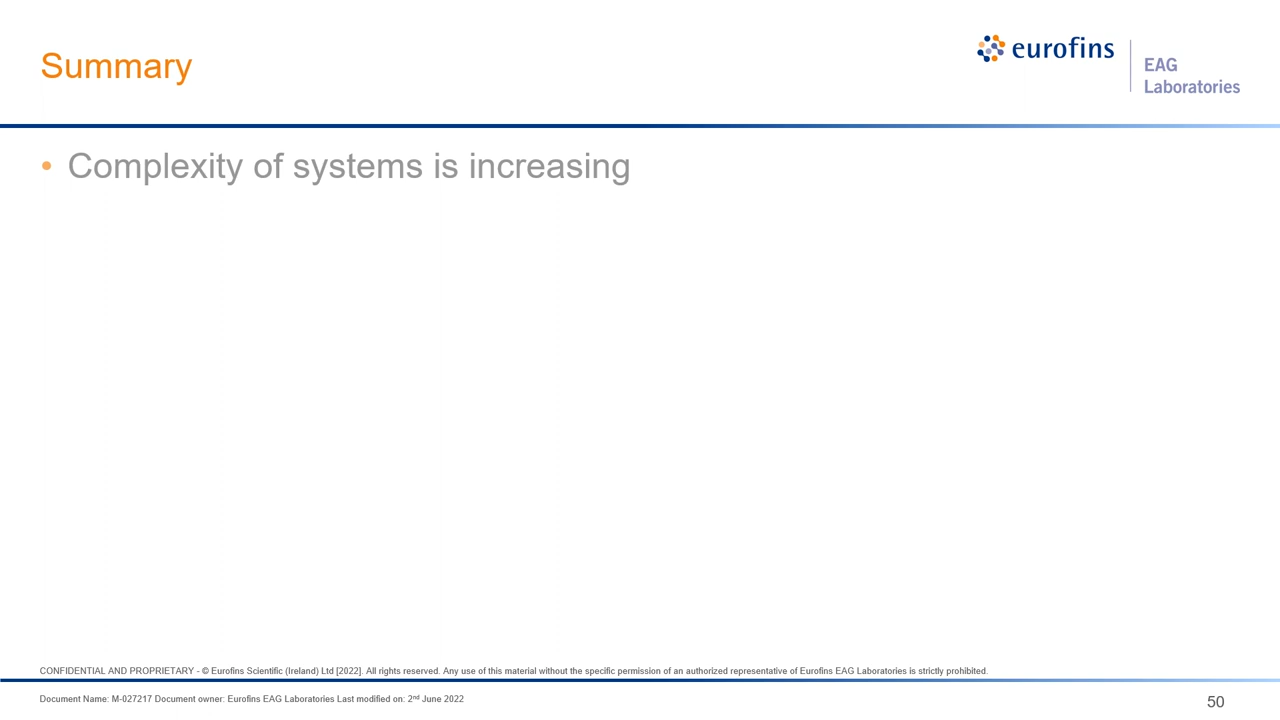 Summary
eurofins
EAG
Laboratories
• Complexity of systems is increasing
CONFIDENTIAL AND PROPRIETARY - © Eurofins Scientific (Ireland) Ltd [2022]. All rights reserved. Any use of this material without the specific permission of an authorized representative of Eurofins EAG Laboratories is strictly prohibited.
Document Name: M-027217 Document owner: Eurofins EAG Laboratories Last modified on: 2nd June 2022
50